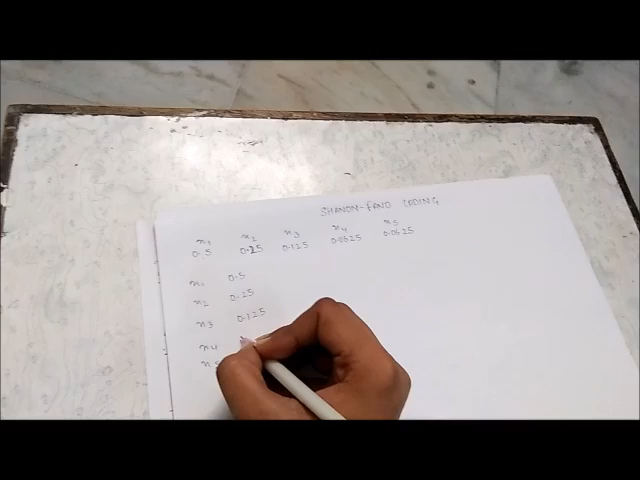 SHANON-FANO CODING
x1 x2 x3 x4 x5
0.5 0.25 0.125 0.0625 0.0625
x1 0.5
x2 0.25
x3 0.125
x4
x5